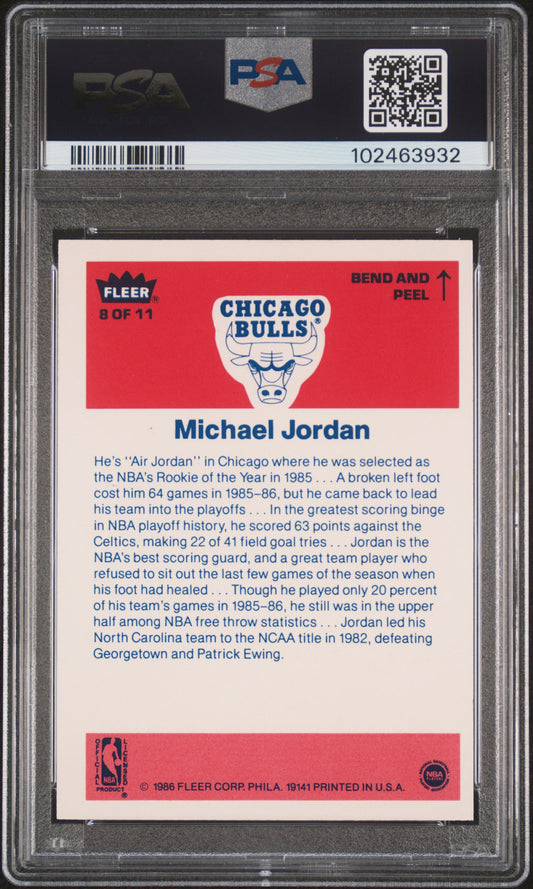 PSA
PSA
102463932
FLEER®
8 OF 11
BEND AND
PEEL
CHICAGO
BULLS®
Michael Jordan
He's "Air Jordan" in Chicago where he was selected as
the NBA's Rookie of the Year in 1985 . . . A broken left foot
cost him 64 games in 1985–86, but he came back to lead
his team into the playoffs . . . In the greatest scoring binge
in NBA playoff history, he scored 63 points against the
Celtics, making 22 of 41 field goal tries . . . Jordan is the
NBA's best scoring guard, and a great team player who
refused to sit out the last few games of the season when
his foot had healed . . . Though he played only 20 percent
of his team's games in 1985–86, he still was in the upper
half among NBA free throw statistics . . . Jordan led his
North Carolina team to the NCAA title in 1982, defeating
Georgetown and Patrick Ewing.
OFFICIAL
LICENSED
NBA
PRODUCT
®
© 1986 FLEER CORP. PHILA. 19141 PRINTED IN U.S.A.
NBA
PLAYERS